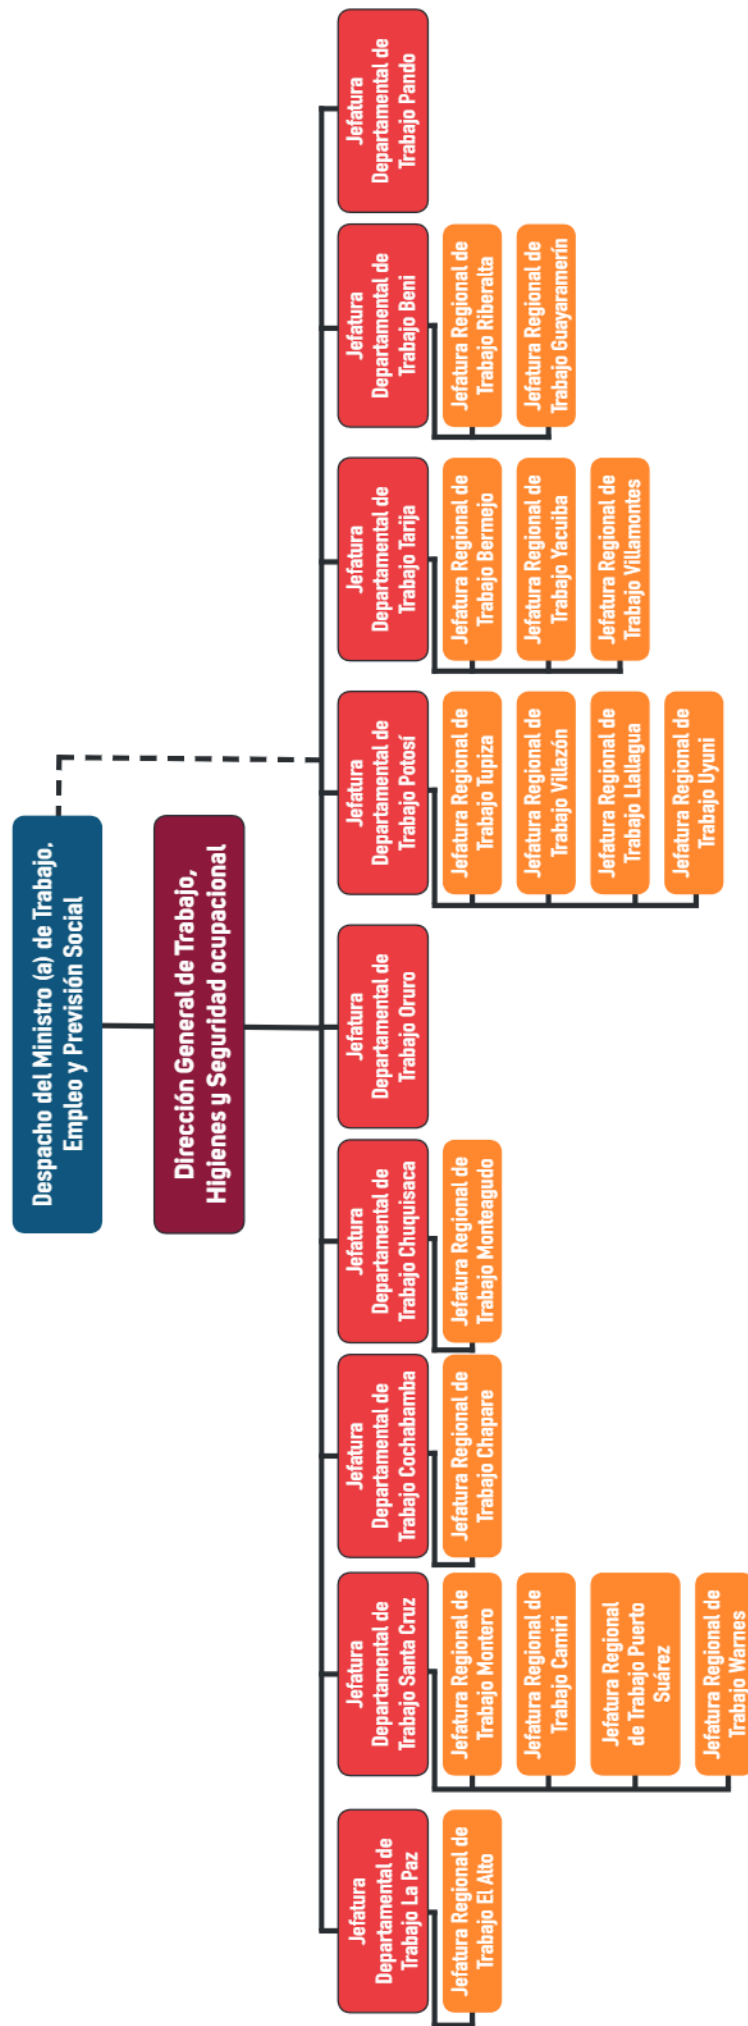 Despacho del Ministro (a) de Trabajo,
Empleo y Previsión Social
Dirección General de Trabajo,
Higienes y Seguridad ocupacional
Jefatura
Departamental de
Trabajo La Paz
Jefatura Regional de
Trabajo El Alto
Jefatura
Departamental de
Trabajo Santa Cruz
Jefatura Regional de
Trabajo Montero
Jefatura Regional de
Trabajo Camiri
Jefatura Regional
de Trabajo Puerto
Suárez
Jefatura Regional de
Trabajo Warnes
Jefatura
Departamental de
Trabajo Cochabamba
Jefatura Regional de
Trabajo Chapare
Jefatura
Departamental de
Trabajo Chuquisaca
Jefatura Regional de
Trabajo Monteagudo
Jefatura
Departamental de
Trabajo Oruro
Jefatura
Departamental de
Trabajo Potosí
Jefatura Regional de
Trabajo Tupiza
Jefatura Regional de
Trabajo Villazón
Jefatura Regional de
Trabajo Llallagua
Jefatura Regional de
Trabajo Uyuni
Jefatura
Departamental de
Trabajo Tarija
Jefatura Regional de
Trabajo Bermejo
Jefatura Regional de
Trabajo Yacuiba
Jefatura Regional de
Trabajo Villamontes
Jefatura
Departamental de
Trabajo Beni
Jefatura Regional de
Trabajo Riberalta
Jefatura Regional de
Trabajo Guayaramerín
Jefatura
Departamental de
Trabajo Pando